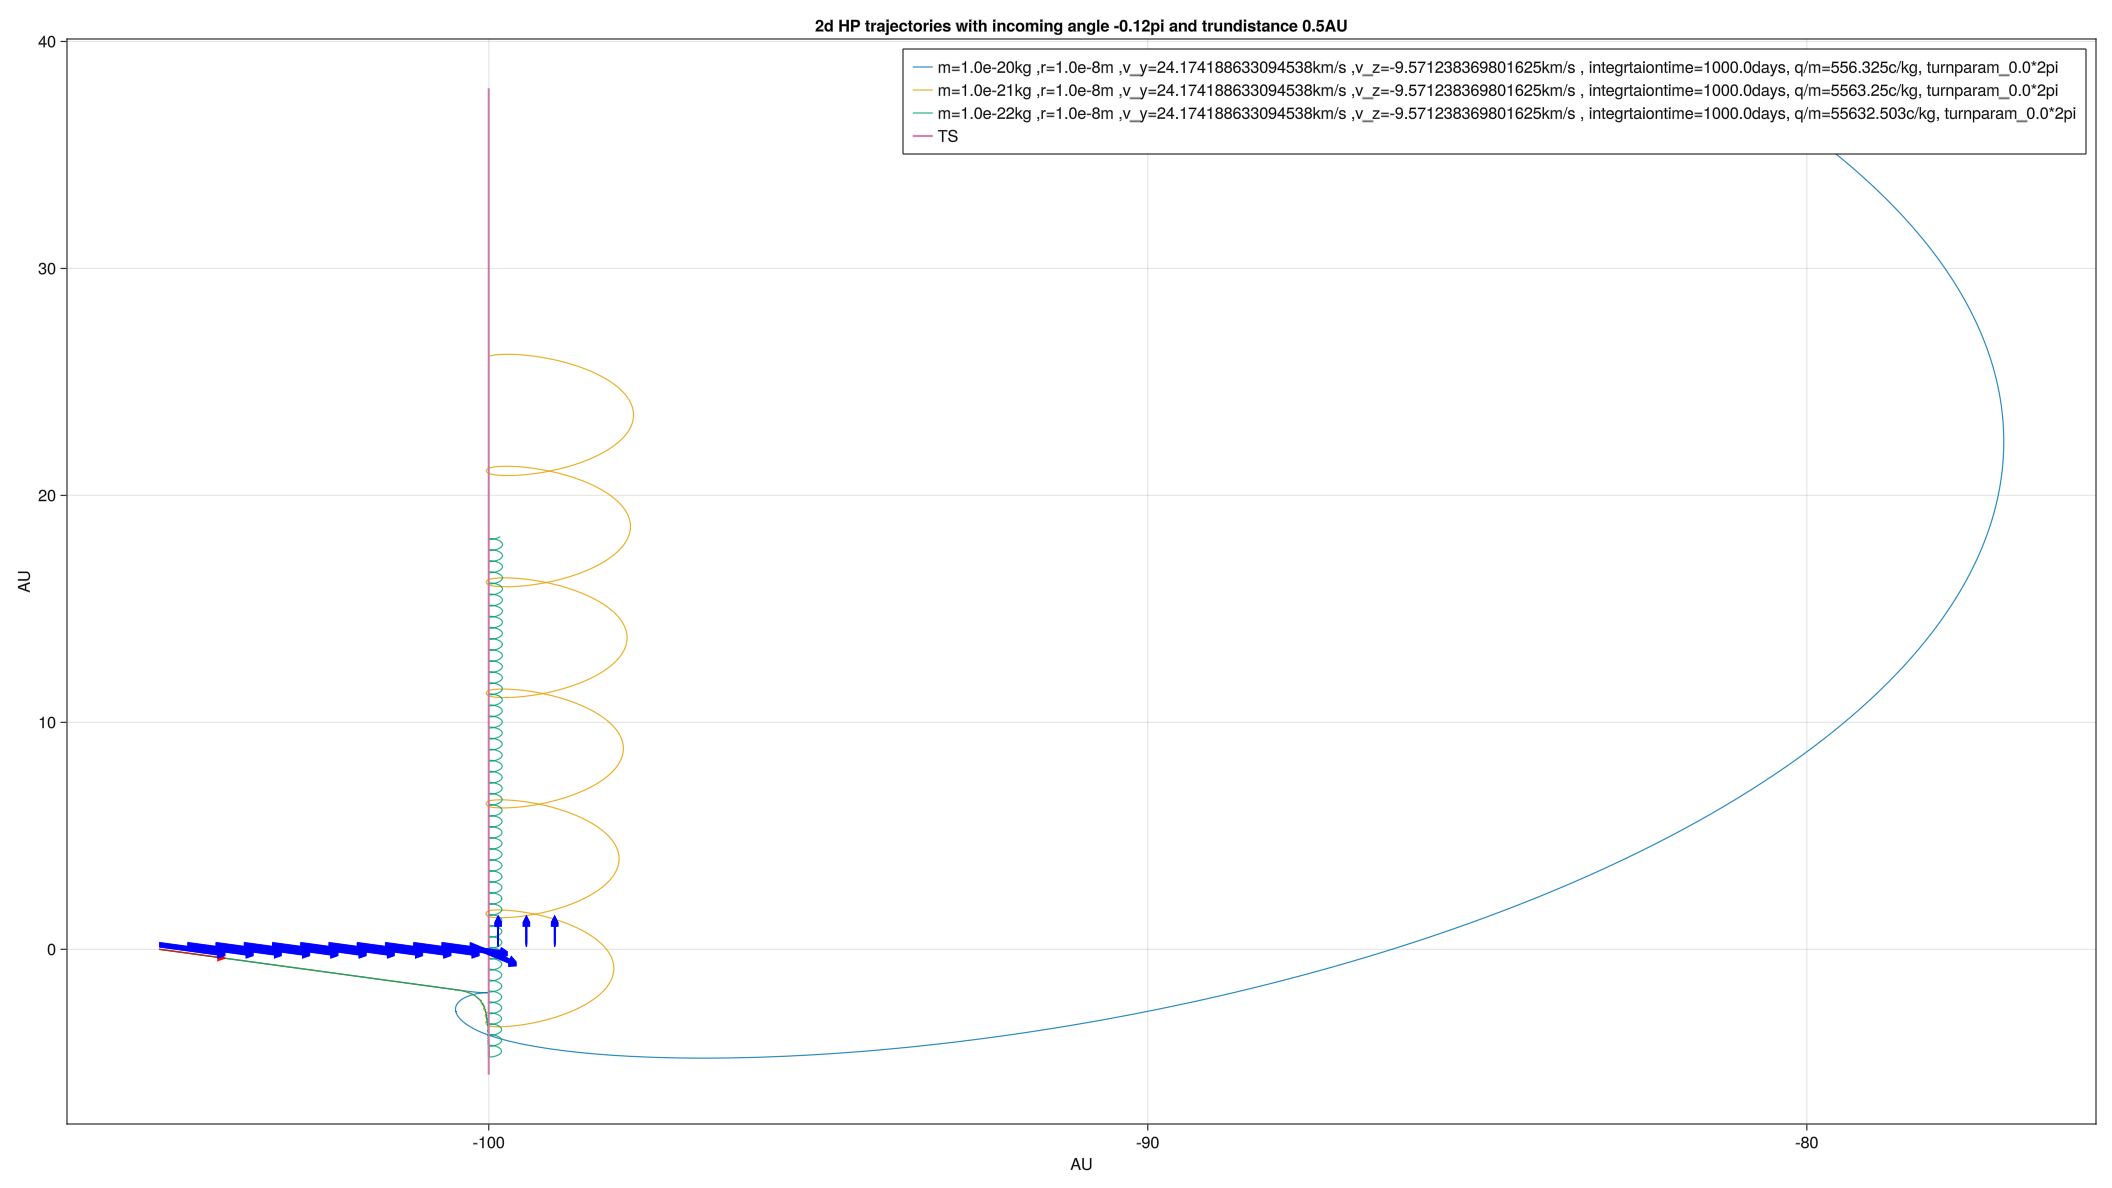 2d HP trajectories with incoming angle -0.12pi and trundistance 0.5AU
m=1.0e-20kg ,r=1.0e-8m ,v_y=24.174188633094538km/s ,v_z=-9.571238369801625km/s , integrtaiontime=1000.0days, q/m=556.325c/kg, turnparam_0.0*2pi
m=1.0e-21kg ,r=1.0e-8m ,v_y=24.174188633094538km/s ,v_z=-9.571238369801625km/s , integrtaiontime=1000.0days, q/m=5563.25c/kg, turnparam_0.0*2pi
m=1.0e-22kg ,r=1.0e-8m ,v_y=24.174188633094538km/s ,v_z=-9.571238369801625km/s , integrtaiontime=1000.0days, q/m=55632.503c/kg, turnparam_0.0*2pi
TS
40
30
20
10
0
AU
-100
-90
-80
AU